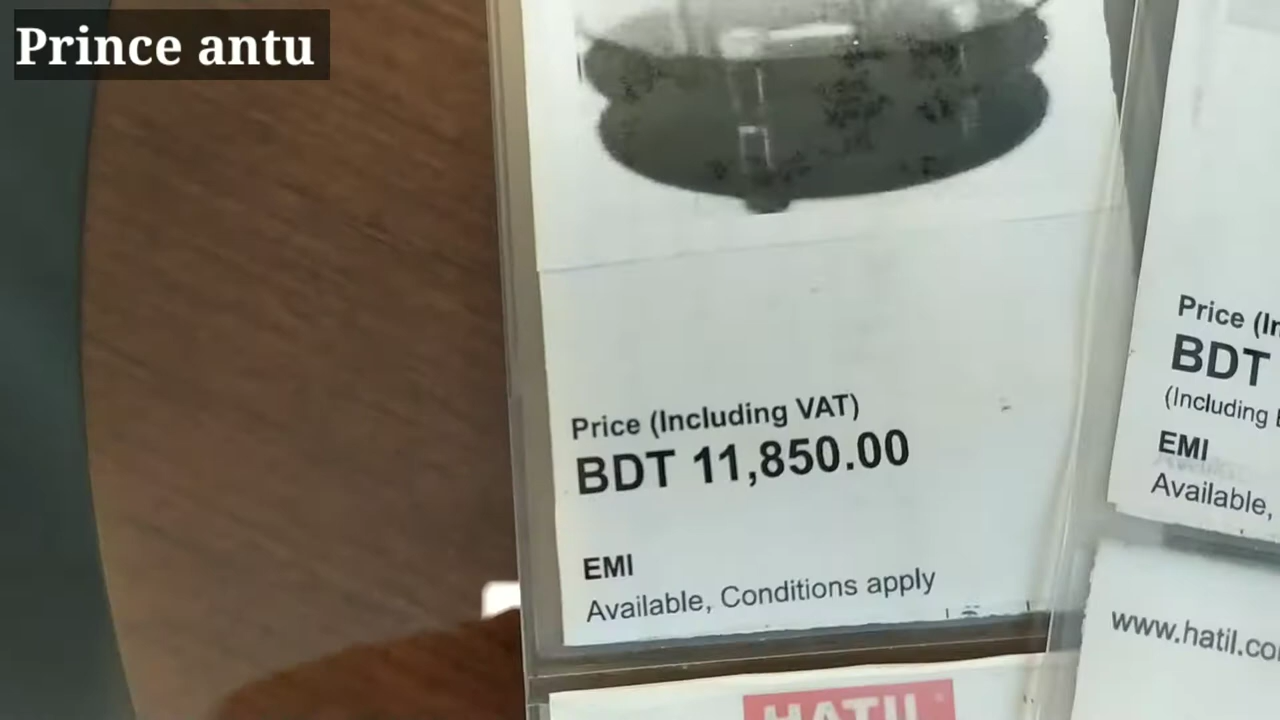 Prince antu
Price (Including VAT)
BDT 11,850.00
EMI
Available, Conditions apply
HATIL
Price (In
BDT
(Including
EMI
Available,
www.hatil.co